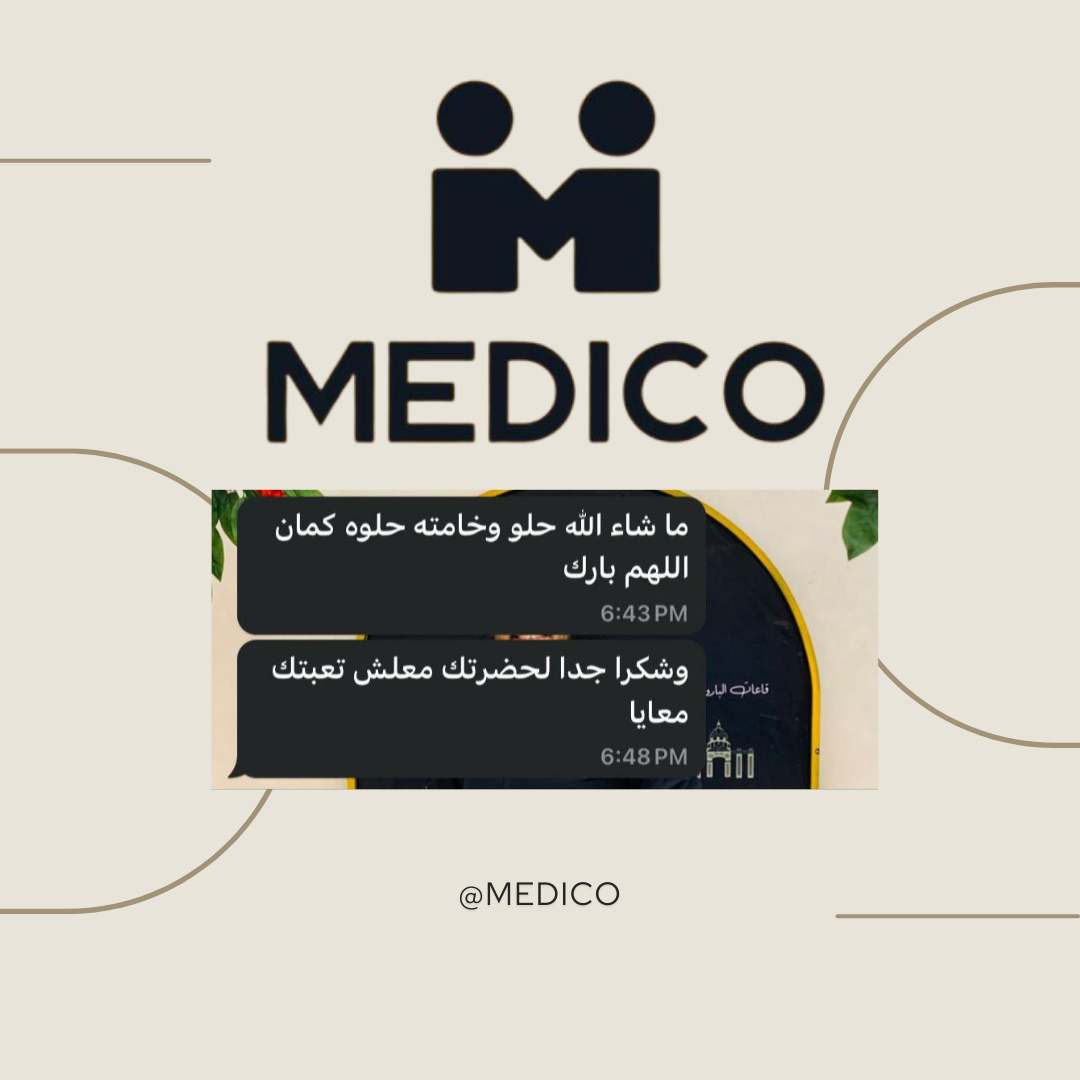 MEDICO
ما شاء الله حلو وخامته حلوه كمان
اللهم بارك
6:43 PM
وشكرا جدا لحضرتك معلش تعبتك
معايا
6:48 PM
قاعات
@MEDICO